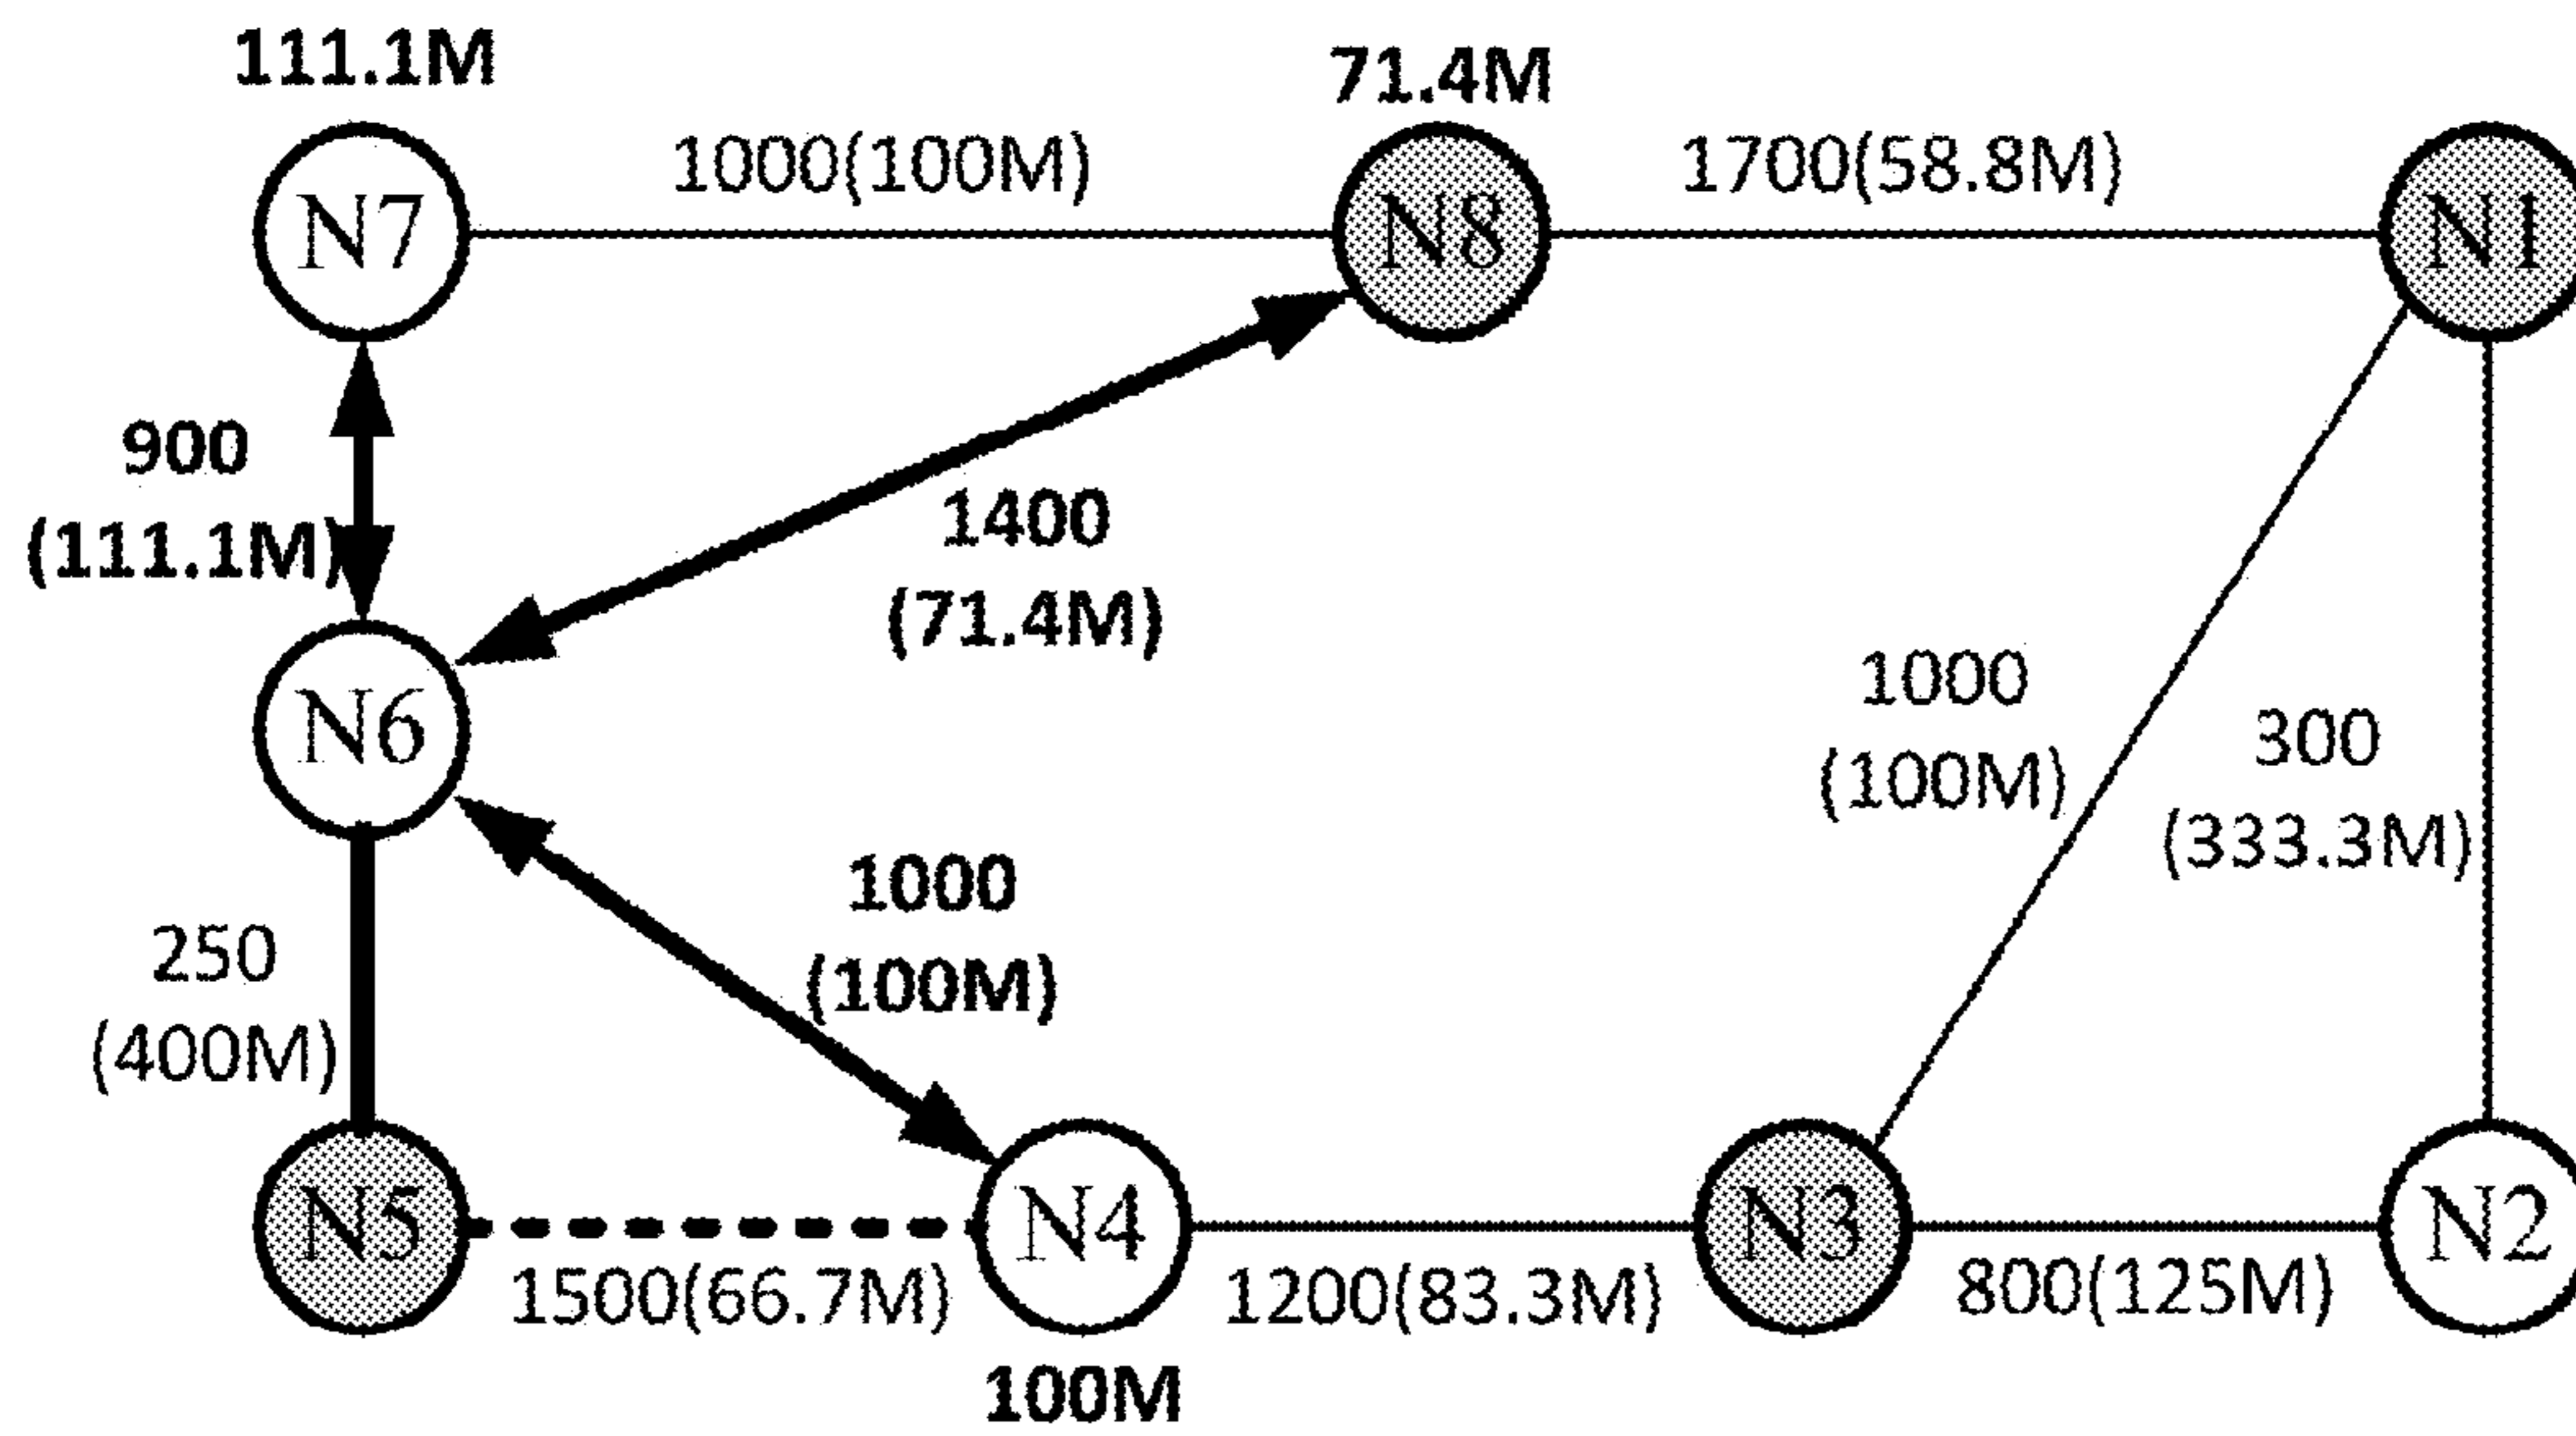 111.1M
71.4M
1000(100M)
1700(58.8M)
N7
N8
N1
900
(111.1M)
1400
(71.4M)
N6
1000
(100M)
300
(333.3M)
1000
(100M)
250
(400M)
N5
N4
N3
N2
1500(66.7M)
1200(83.3M)
800(125M)
100M